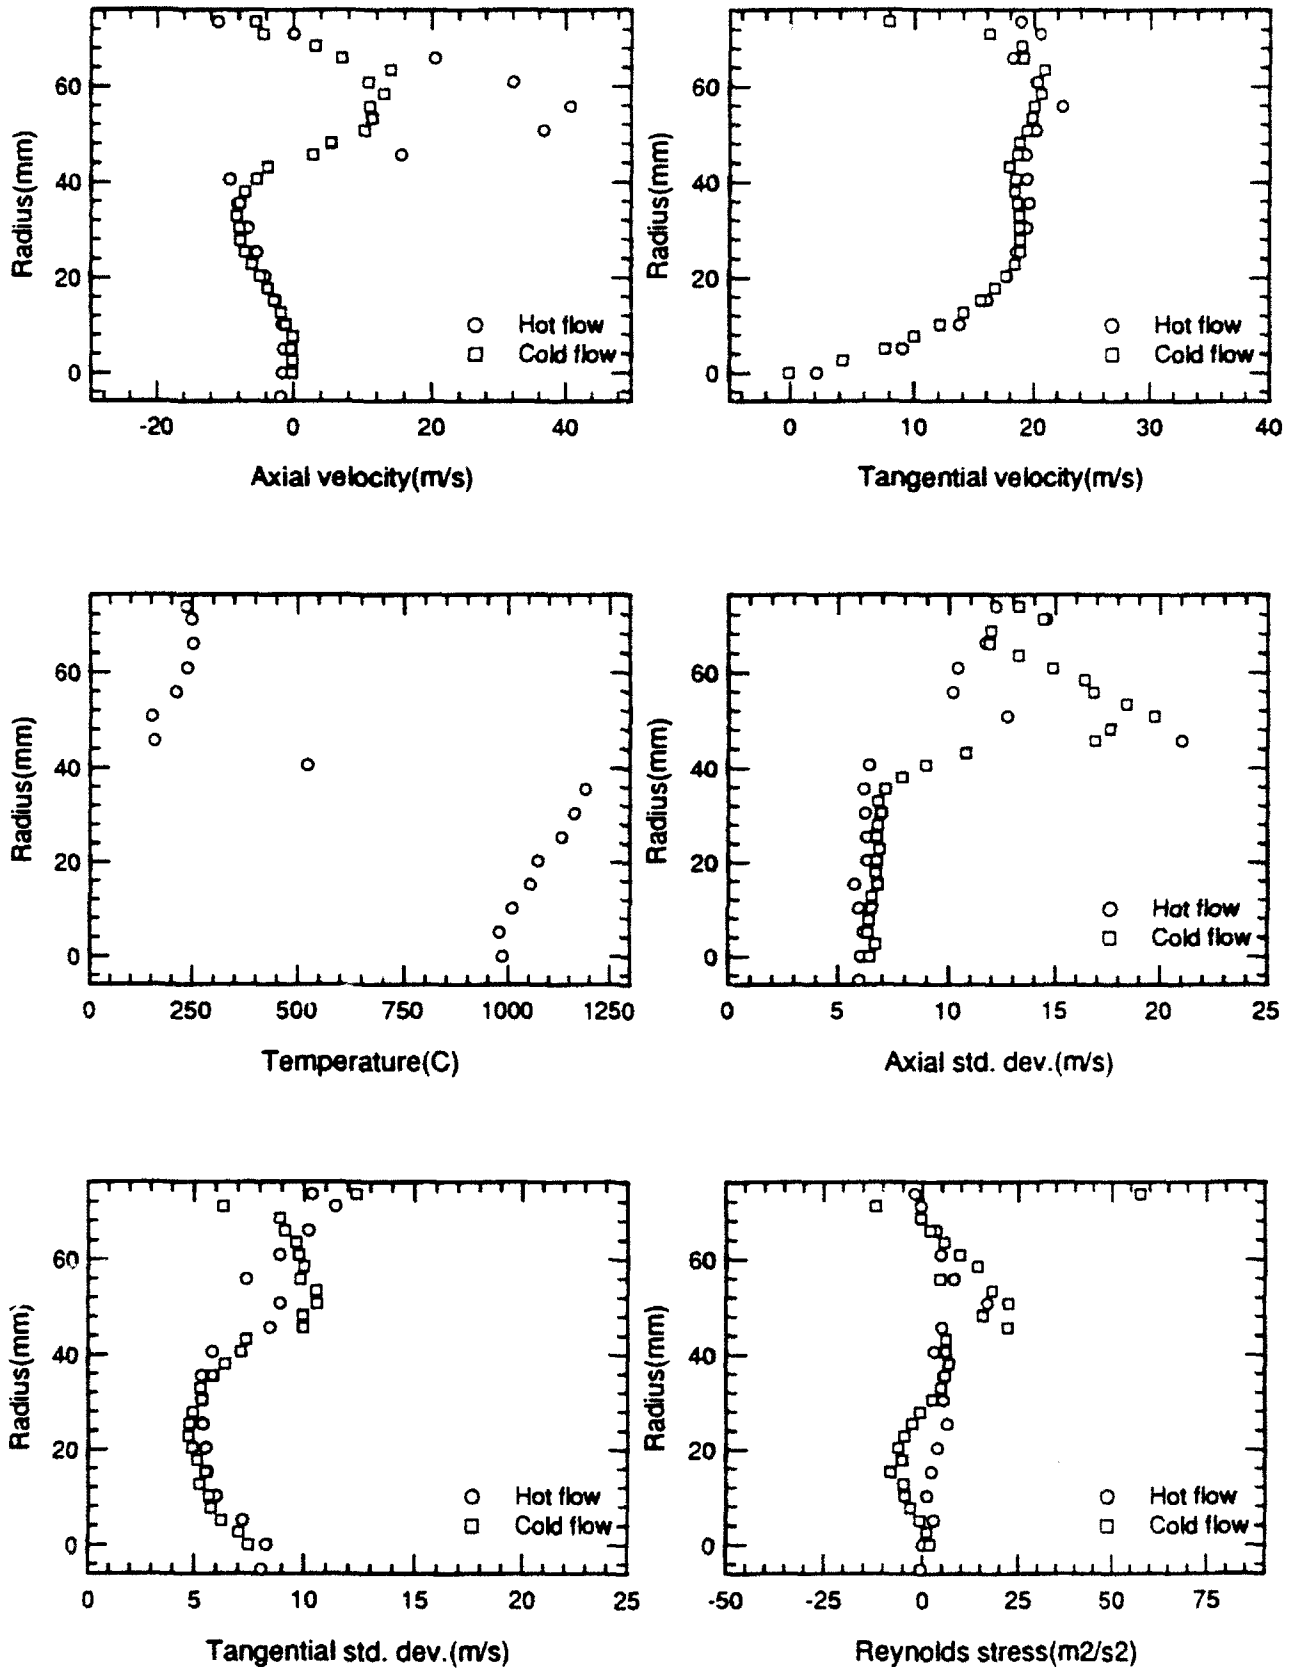 60
40
20
0
Radius(mm)
Hot flow
Cold flow
-20 0 20 40
Axial velocity(m/s)
60
40
20
0
Radius(mm)
Hot flow
Cold flow
0 10 20 30 40
Tangential velocity(m/s)
60
40
20
0
Radius(mm)
0 250 500 750 1000 1250
Temperature(C)
60
40
20
0
Radius(mm)
Hot flow
Cold flow
0 5 10 15 20 25
Axial std. dev.(m/s)
60
40
20
0
Radius(mm)
Hot flow
Cold flow
0 5 10 15 20 25
Tangential std. dev.(m/s)
60
40
20
0
Radius(mm)
Hot flow
Cold flow
-50 -25 0 25 50 75
Reynolds stress(m2/s2)